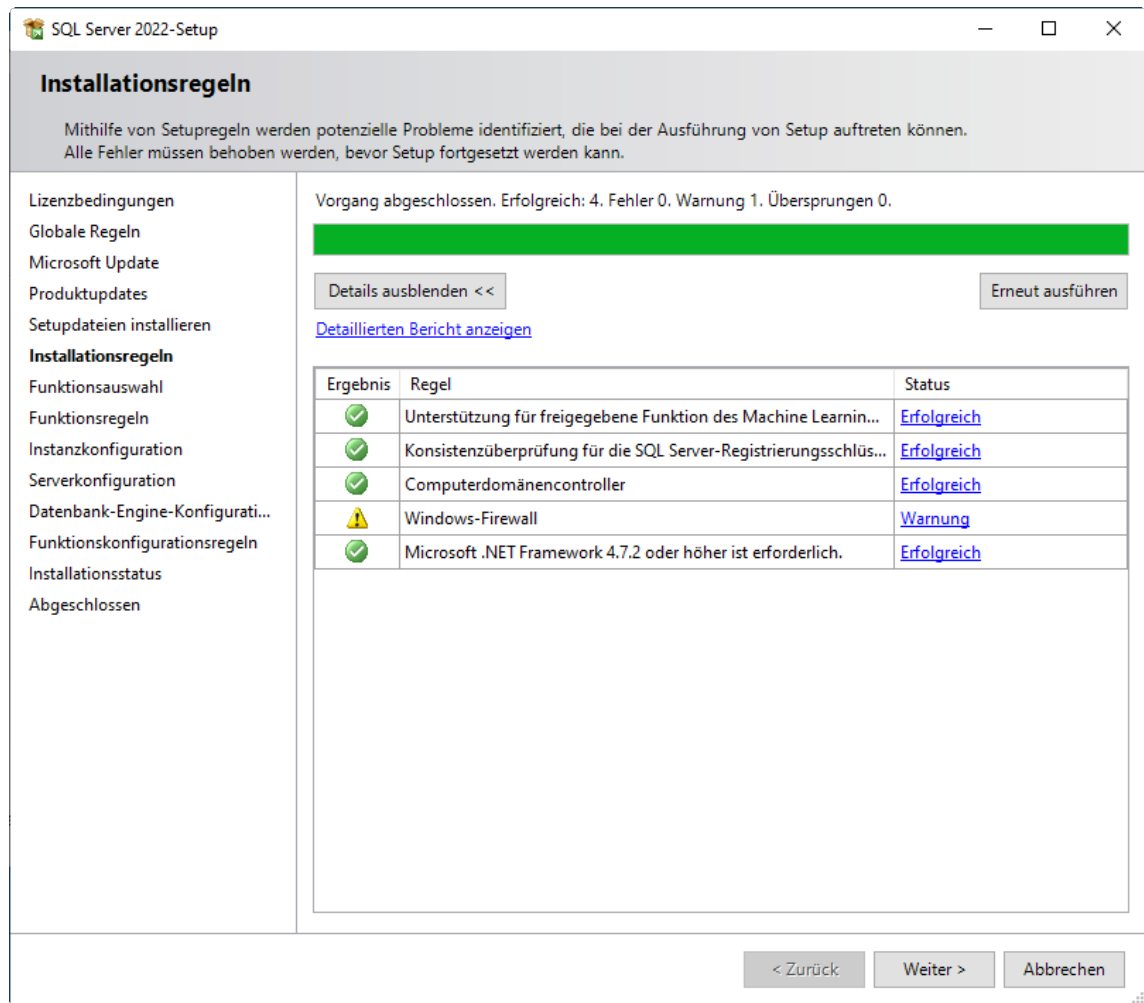 SQL Server 2022-Setup
Installationsregeln
Mithilfe von Setupregeln werden potenzielle Probleme identifiziert, die bei der Ausführung von Setup auftreten können.
Alle Fehler müssen behoben werden, bevor Setup fortgesetzt werden kann.
Lizenzbedingungen
Globale Regeln
Microsoft Update
Produktupdates
Setupdateien installieren
Installationsregeln
Funktionsauswahl
Funktionsregeln
Instanzkonfiguration
Serverkonfiguration
Datenbank-Engine-Konfigurati...
Funktionskonfigurationsregeln
Installationsstatus
Abgeschlossen
Vorgang abgeschlossen. Erfolgreich: 4. Fehler 0. Warnung 1. Übersprungen 0.
Details ausblenden << Erneut ausführen
Detaillierten Bericht anzeigen
Ergebnis Regel Status
Unterstützung für freigegebene Funktion des Machine Learnin... Erfolgreich
Konsistenzüberprüfung für die SQL Server-Registrierungsschlüs... Erfolgreich
Computerdomänencontroller Erfolgreich
Windows-Firewall Warnung
Microsoft .NET Framework 4.7.2 oder höher ist erforderlich. Erfolgreich
< Zurück Weiter > Abbrechen